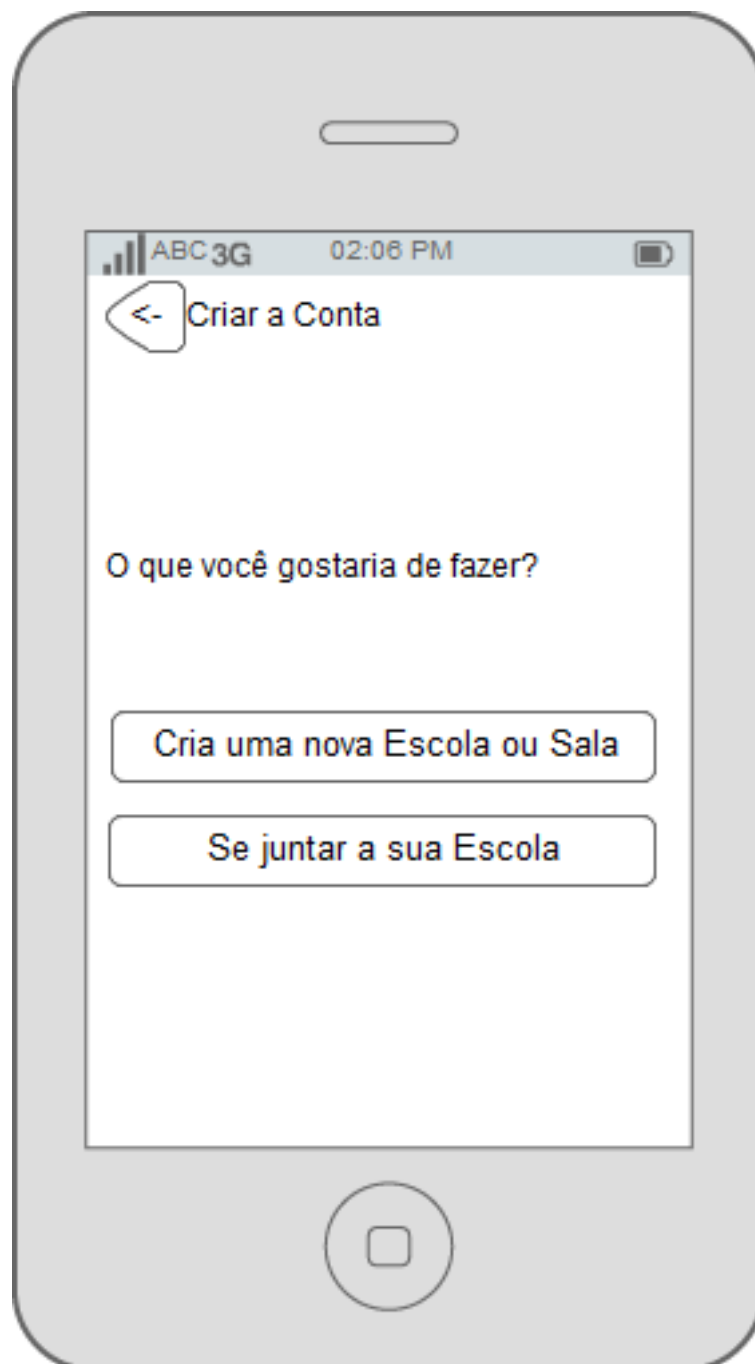 ABC 3G 02:06 PM
<- Criar a Conta
O que você gostaria de fazer?
Cria uma nova Escola ou Sala
Se juntar a sua Escola